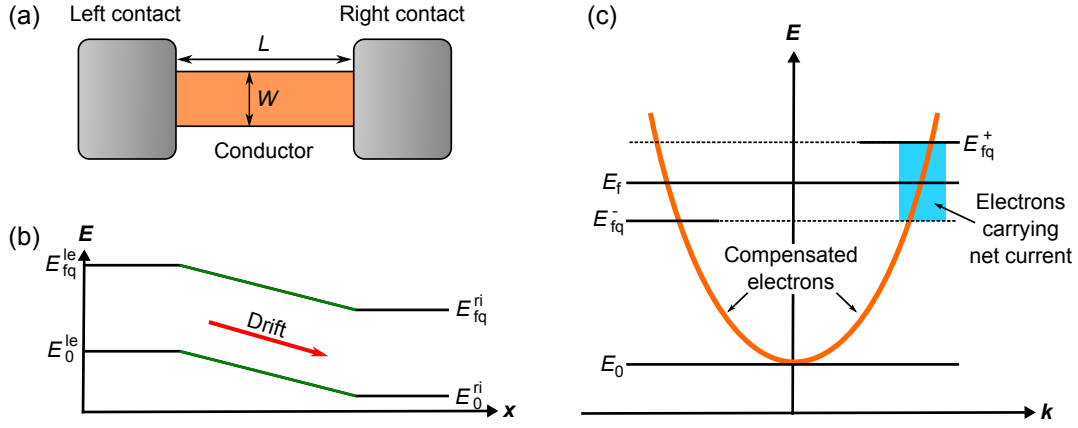 (a)
Left contact
Right contact
L
W
Conductor
(b)
E
E_fq^le
E_fq^ri
Drift
E_0^le
E_0^ri
x
(c)
E
E_fq^+
E_f
E_fq^-
Electrons
carrying
net current
Compensated
electrons
E_0
k